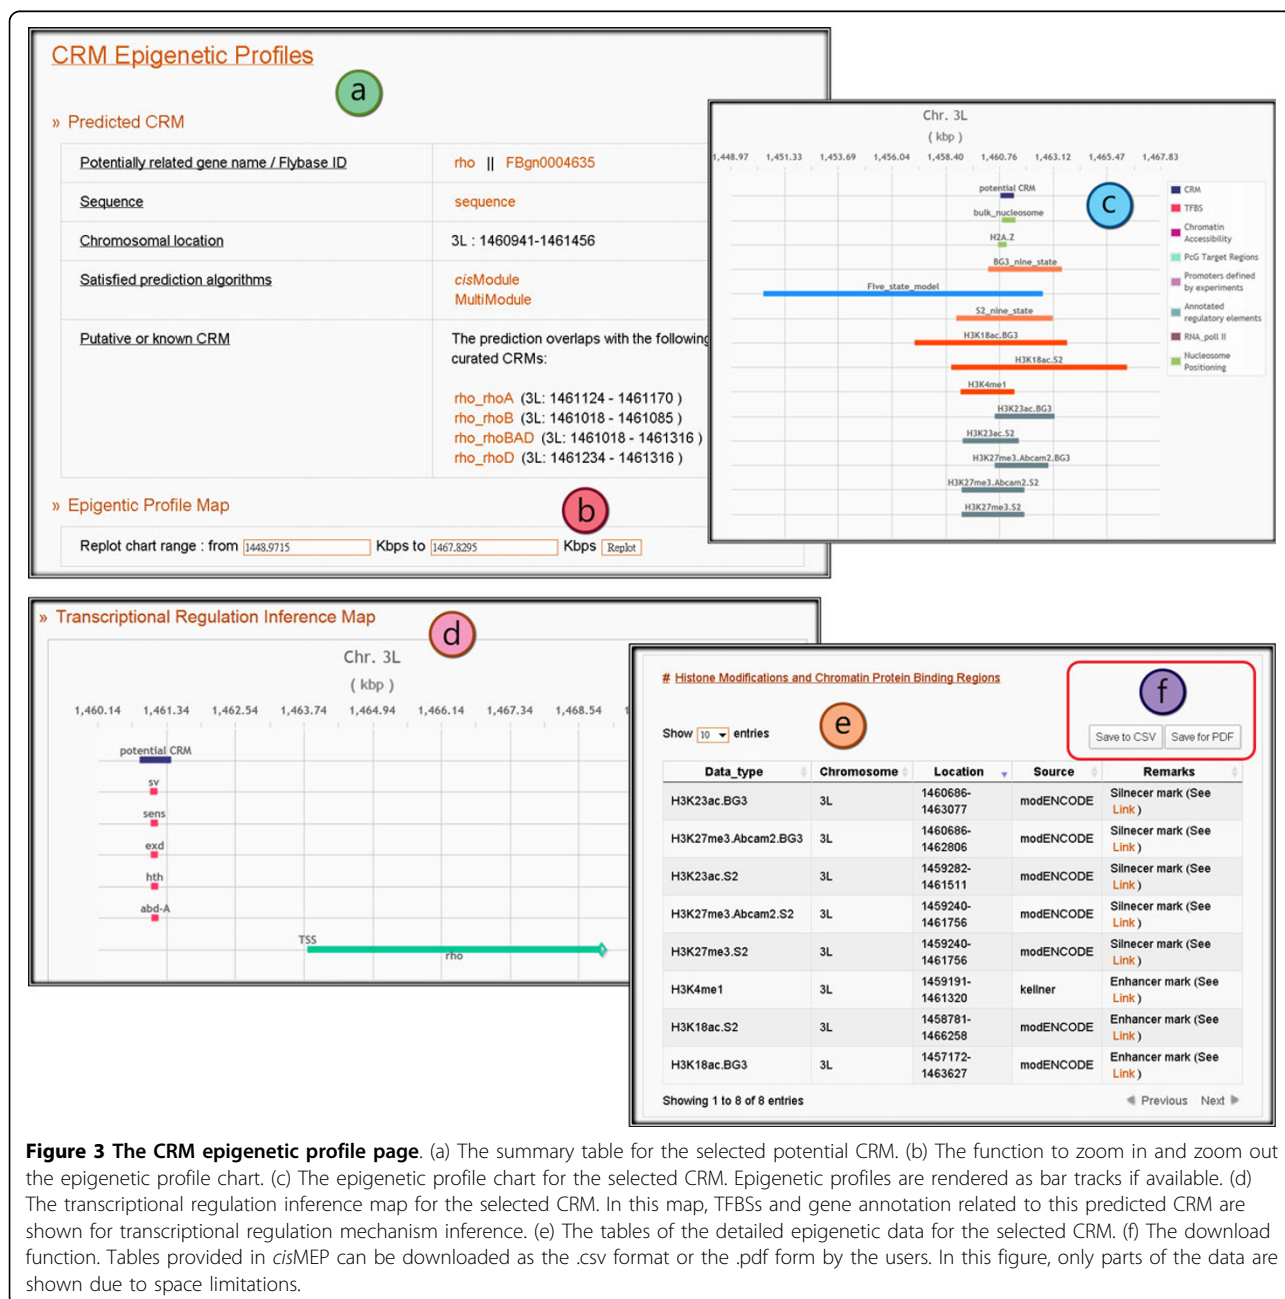 CRM Epigenetic Profiles
a
» Predicted CRM
Potentially related gene name / Flybase ID
rho || FBgn0004635
Sequence
sequence
Chromosomal location
3L : 1460941-1461456
Satisfied prediction algorithms
cisModule
MultiModule
Putative or known CRM
The prediction overlaps with the following
curated CRMs:
rho_rhoA (3L: 1461124 - 1461170 )
rho_rhoB (3L: 1461018 - 1461085 )
rho_rhoBAD (3L: 1461018 - 1461316 )
rho_rhoD (3L: 1461234 - 1461316 )
» Epigentic Profile Map
b
Replot chart range : from 1448.9715 Kbps to 1467.8295 Kbps Replot
Chr. 3L
( kbp )
1,448.97 1,451.33 1,453.69 1,456.04 1,458.40 1,460.76 1,463.12 1,465.47 1,467.83
c
potential CRM
bulk_nucleosome
H2A.Z
BG3_nine_state
Five_state_model
S2_nine_state
H3K18ac.BG3
H3K18ac.S2
H3K4me1
H3K23ac.BG3
H3K23ac.S2
H3K27me3.Abcam2.BG3
H3K27me3.Abcam2.S2
H3K27me3.S2
CRM
TFBS
Chromatin
Accessibility
PcG Target Regions
Promoters defined
by experiments
Annotated
regulatory elements
RNA_poll II
Nucleosome
Positioning
» Transcriptional Regulation Inference Map
d
Chr. 3L
( kbp )
1,460.14 1,461.34 1,462.54 1,463.74 1,464.94 1,466.14 1,467.34 1,468.54
potential CRM
sv
sens
exd
hth
abd-A
TSS
rho
# Histone Modifications and Chromatin Protein Binding Regions
e
f
Show 10 entries
Save to CSV Save for PDF
Data_type Chromosome Location Source Remarks
H3K23ac.BG3 3L 1460686-
1463077 modENCODE Silnecer mark (See
Link )
H3K27me3.Abcam2.BG3 3L 1460686-
1462806 modENCODE Silnecer mark (See
Link )
H3K23ac.S2 3L 1459282-
1461511 modENCODE Silnecer mark (See
Link )
H3K27me3.Abcam2.S2 3L 1459240-
1461756 modENCODE Silnecer mark (See
Link )
H3K27me3.S2 3L 1459240-
1461756 modENCODE Silnecer mark (See
Link )
H3K4me1 3L 1459191-
1461320 kellner Enhancer mark (See
Link )
H3K18ac.S2 3L 1458781-
1466258 modENCODE Enhancer mark (See
Link )
H3K18ac.BG3 3L 1457172-
1463627 modENCODE Enhancer mark (See
Link )
Showing 1 to 8 of 8 entries
Previous Next
Figure 3 The CRM epigenetic profile page. (a) The summary table for the selected potential CRM. (b) The function to zoom in and zoom out
the epigenetic profile chart. (c) The epigenetic profile chart for the selected CRM. Epigenetic profiles are rendered as bar tracks if available. (d)
The transcriptional regulation inference map for the selected CRM. In this map, TFBSs and gene annotation related to this predicted CRM are
shown for transcriptional regulation mechanism inference. (e) The tables of the detailed epigenetic data for the selected CRM. (f) The download
function. Tables provided in cisMEP can be downloaded as the .csv format or the .pdf form by the users. In this figure, only parts of the data are
shown due to space limitations.